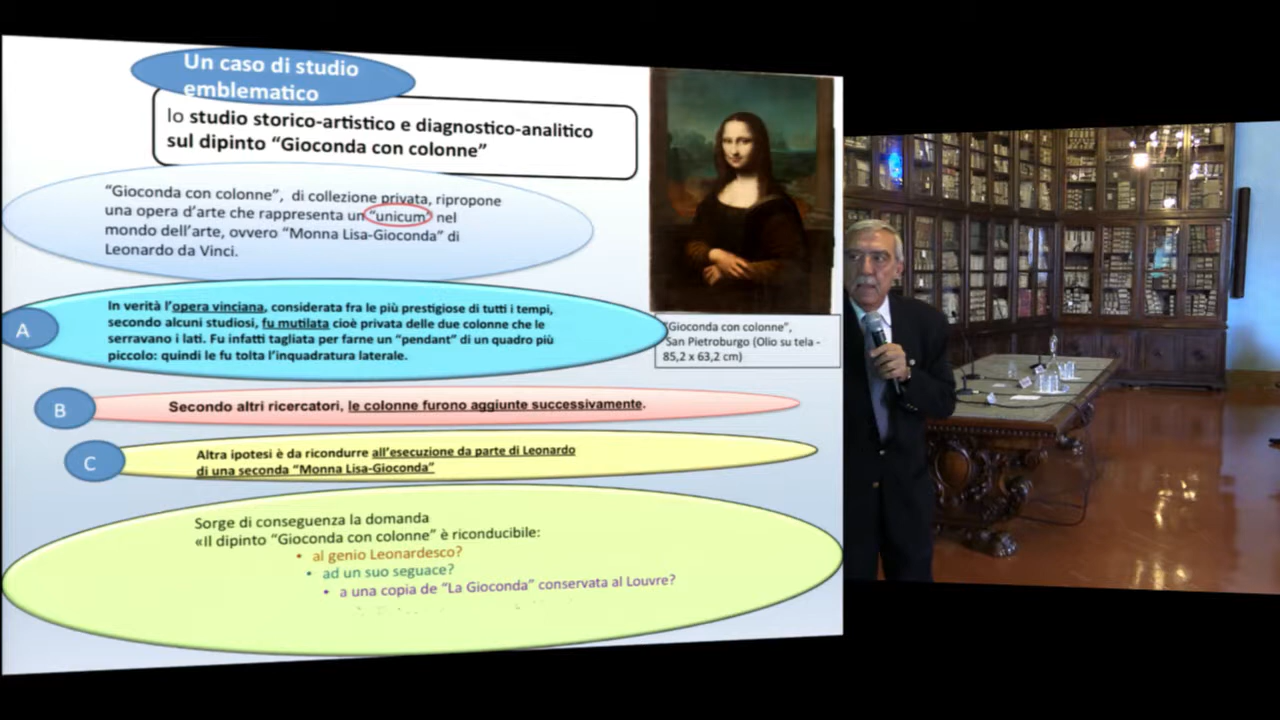 Un caso di studio
emblematico
lo studio storico-artistico e diagnostico-analitico
sul dipinto “Gioconda con colonne”
“Gioconda con colonne”, di collezione privata, ripropone
una opera d’arte che rappresenta un “unicum” nel
mondo dell’arte, ovvero “Monna Lisa-Gioconda” di
Leonardo da Vinci.
A
In verità l’opera vinciana, considerata fra le più prestigiose di tutti i tempi,
secondo alcuni studiosi, fu mutilata cioè privata delle due colonne che le
serravano i lati. Fu infatti tagliata per farne un “pendant” di un quadro più
piccolo: quindi le fu tolta l’inquadratura laterale.
“Gioconda con colonne”,
San Pietroburgo (Olio su tela -
85,2 x 63,2 cm)
B
Secondo altri ricercatori, le colonne furono aggiunte successivamente.
C
Altra ipotesi è da ricondurre all’esecuzione da parte di Leonardo
di una seconda “Monna Lisa-Gioconda”
Sorge di conseguenza la domanda
«Il dipinto “Gioconda con colonne” è riconducibile:
• al genio Leonardesco?
• ad un suo seguace?
• a una copia de “La Gioconda” conservata al Louvre?